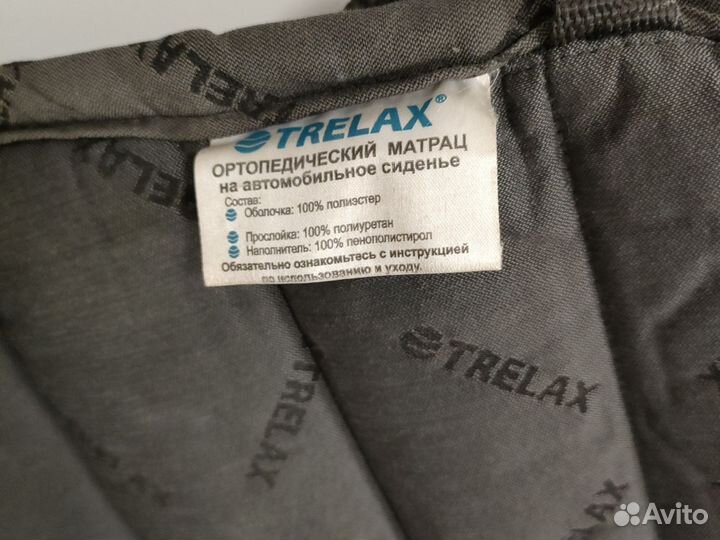 TRELAX
TRELAX
TRELAX®
ОРТОПЕДИЧЕСКИЙ МАТРАЦ
на автомобильное сиденье
Состав:
Оболочка: 100% полиэстер
Прослойка: 100% полиуретан
Наполнитель: 100% пенополистирол
Обязательно ознакомьтесь с инструкцией
по использованию и уходу.
TRELAX
TRELAX
Avito